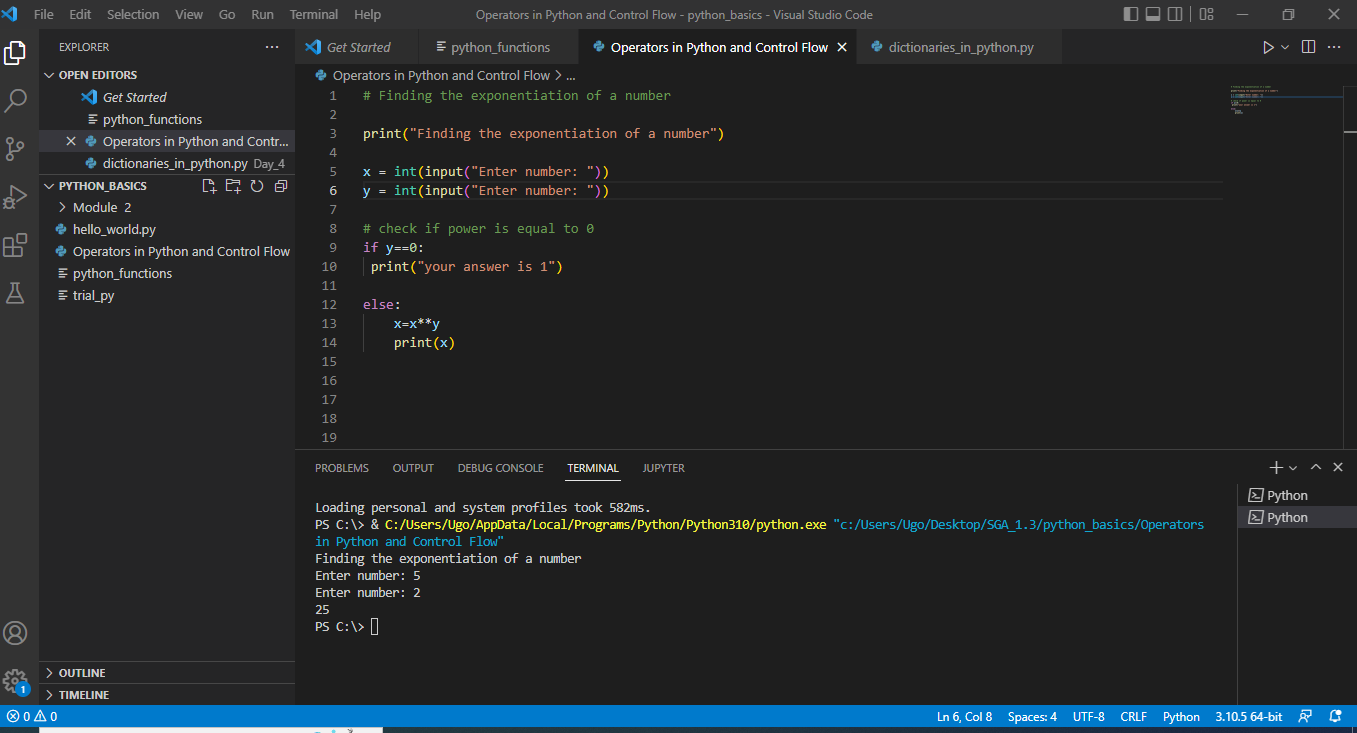 File Edit Selection View Go Run Terminal Help Operators in Python and Control Flow - python_basics - Visual Studio Code
EXPLORER
OPEN EDITORS
Get Started
python_functions
Operators in Python and Contr...
dictionaries_in_python.py Day_4
PYTHON_BASICS
Module 2
hello_world.py
Operators in Python and Control Flow
python_functions
trial_py
OUTLINE
TIMELINE
Get Started python_functions Operators in Python and Control Flow dictionaries_in_python.py
Operators in Python and Control Flow > ...
1 # Finding the exponentiation of a number
2
3 print("Finding the exponentiation of a number")
4
5 x = int(input("Enter number: "))
6 y = int(input("Enter number: "))
7
8 # check if power is equal to 0
9 if y==0:
10 print("your answer is 1")
11
12 else:
13 x=x**y
14 print(x)
15
16
17
18
19
PROBLEMS OUTPUT DEBUG CONSOLE TERMINAL JUPYTER
Loading personal and system profiles took 582ms.
PS C:\> & C:/Users/Ugo/AppData/Local/Programs/Python/Python310/python.exe "c:/Users/Ugo/Desktop/SGA_1.3/python_basics/Operators
in Python and Control Flow"
Finding the exponentiation of a number
Enter number: 5
Enter number: 2
25
PS C:\>
Python
Python
1
0 0 Ln 6, Col 8 Spaces: 4 UTF-8 CRLF Python 3.10.5 64-bit